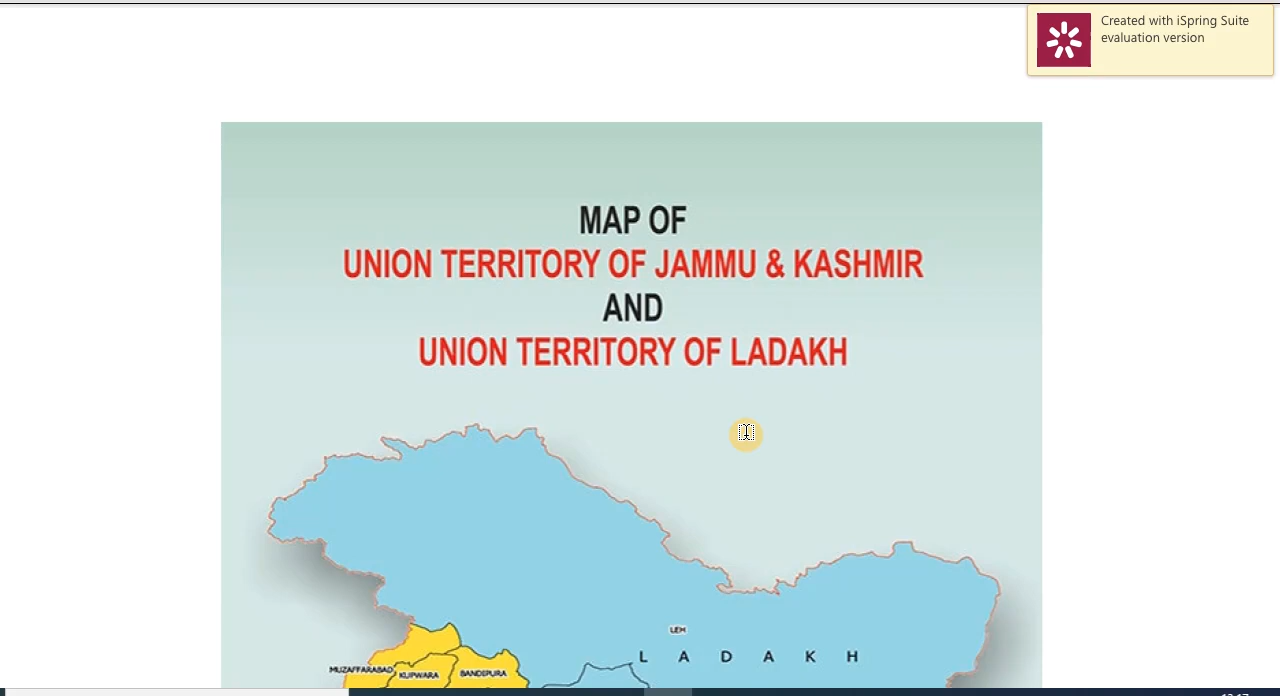 Created with iSpring Suite
evaluation version
MAP OF
UNION TERRITORY OF JAMMU & KASHMIR
AND
UNION TERRITORY OF LADAKH
LEH
L A D A K H
MUZAFFARABAD
KUPWARA
BANDIPURA